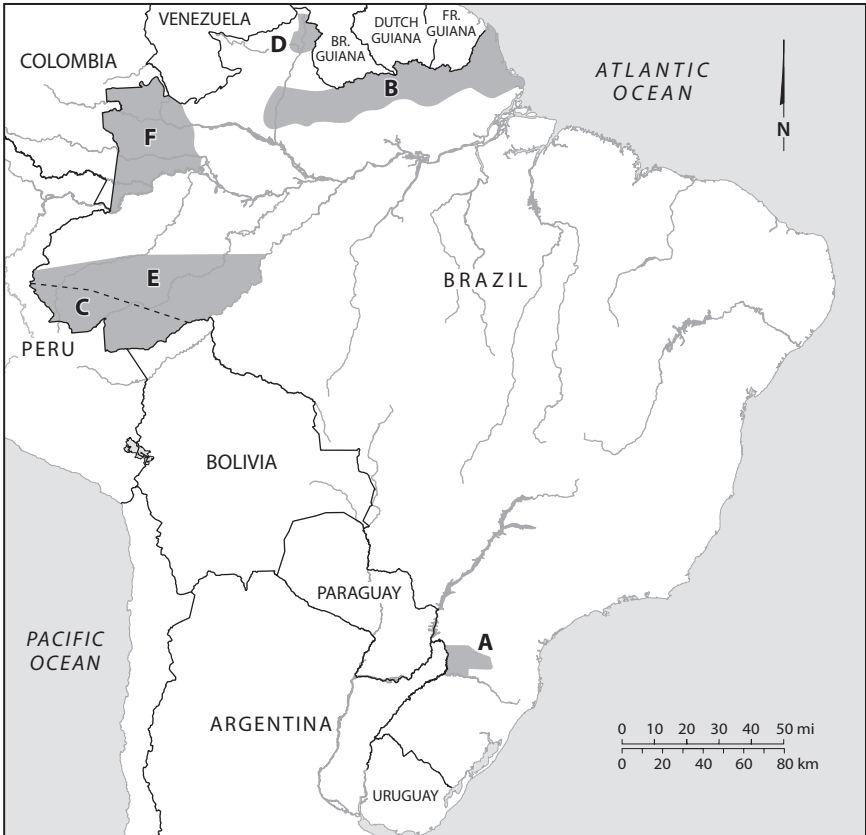 VENEZUELA
COLOMBIA
D
BR.
GUIANA
DUTCH
GUIANA
FR.
GUIANA
B
ATLANTIC
OCEAN
N
F
E
C
BRAZIL
PERU
BOLIVIA
PARAGUAY
A
PACIFIC
OCEAN
ARGENTINA
URUGUAY
0 10 20 30 40 50 mi
0 20 40 60 80 km